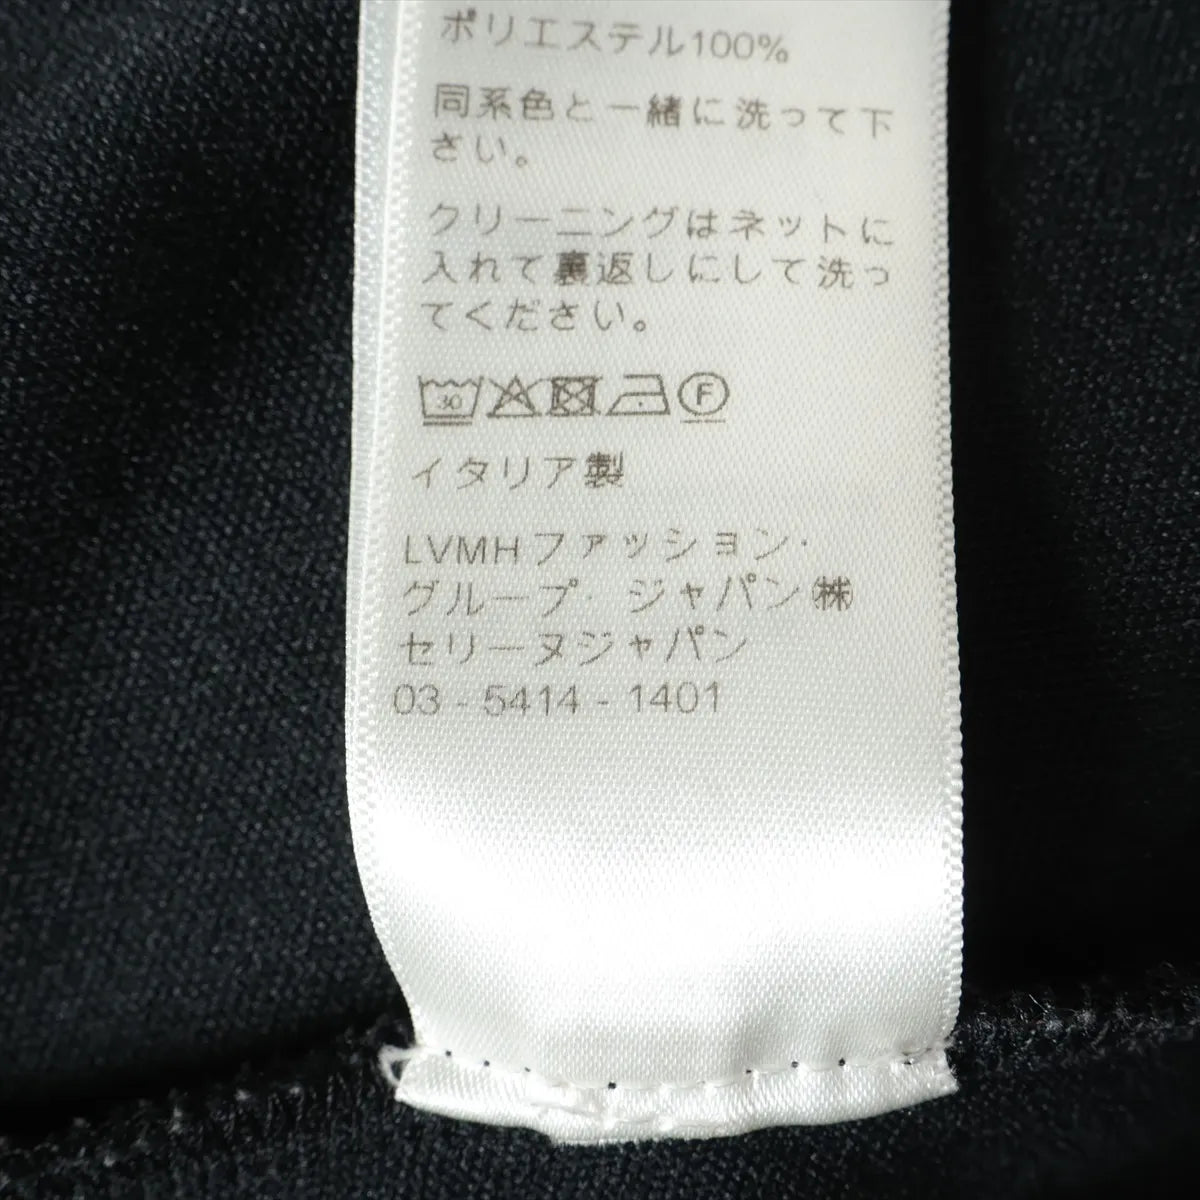 ポリエステル100%
同系色と一緒に洗って下
さい。
クリーニングはネットに
入れて裏返しにして洗っ
てください。
30 F
イタリア製
LVMHファッション・
グループ・ ジャパン㈱
セリーヌジャパン
03 - 5414 - 1401